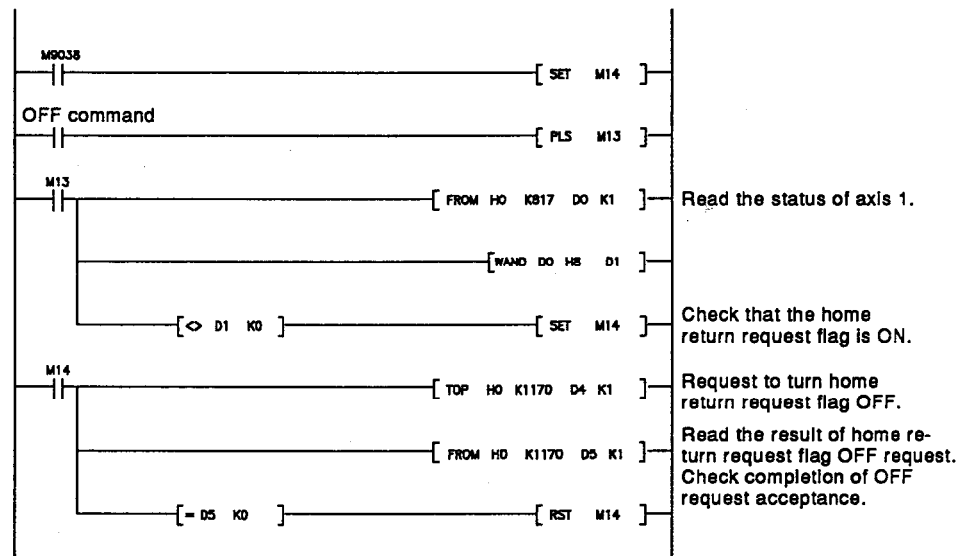 M9038
[ SET M14 ]
OFF command
[ PLS M13 ]
M13
[ FROM H0 K817 D0 K1 ] Read the status of axis 1.
[ WAND D0 H8 D1 ]
[ <> D1 K0 ] [ SET M14 ] Check that the home
return request flag is ON.
M14
[ TOP H0 K1170 D4 K1 ] Request to turn home
return request flag OFF.
[ FROM H0 K1170 D5 K1 ] Read the result of home re-
turn request flag OFF request.
Check completion of OFF
request acceptance.
[ = D5 K0 ] [ RST M14 ]